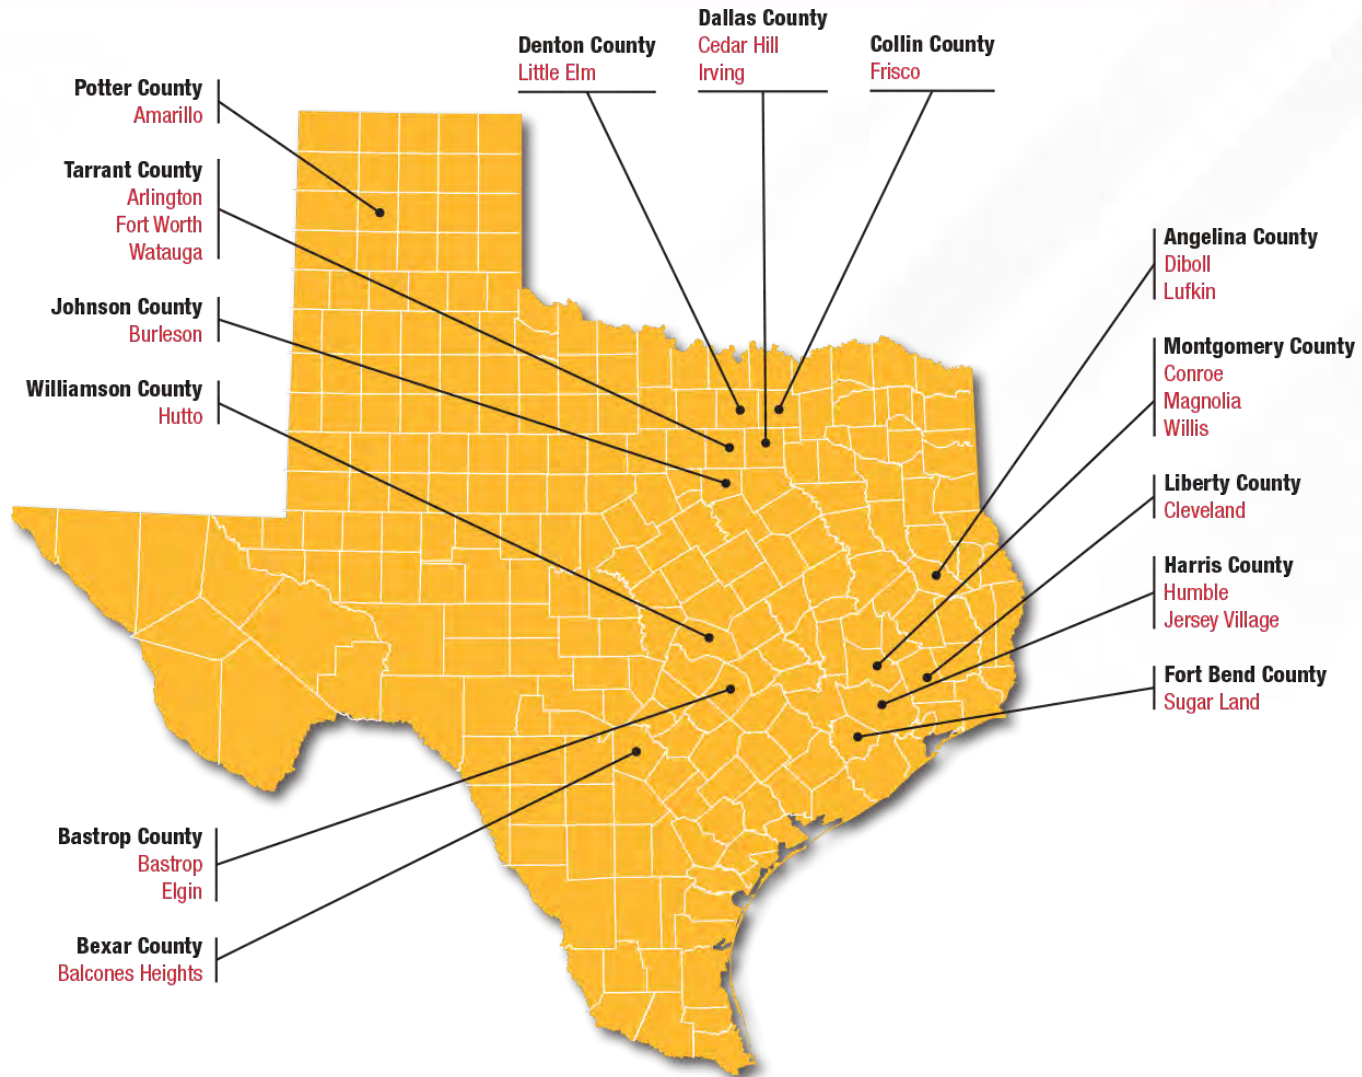 Denton County
Little Elm
Dallas County
Cedar Hill
Irving
Collin County
Frisco
Potter County
Amarillo
Tarrant County
Arlington
Fort Worth
Watauga
Johnson County
Burleson
Williamson County
Hutto
Bastrop County
Bastrop
Elgin
Bexar County
Balcones Heights
Angelina County
Diboll
Lufkin
Montgomery County
Conroe
Magnolia
Willis
Liberty County
Cleveland
Harris County
Humble
Jersey Village
Fort Bend County
Sugar Land